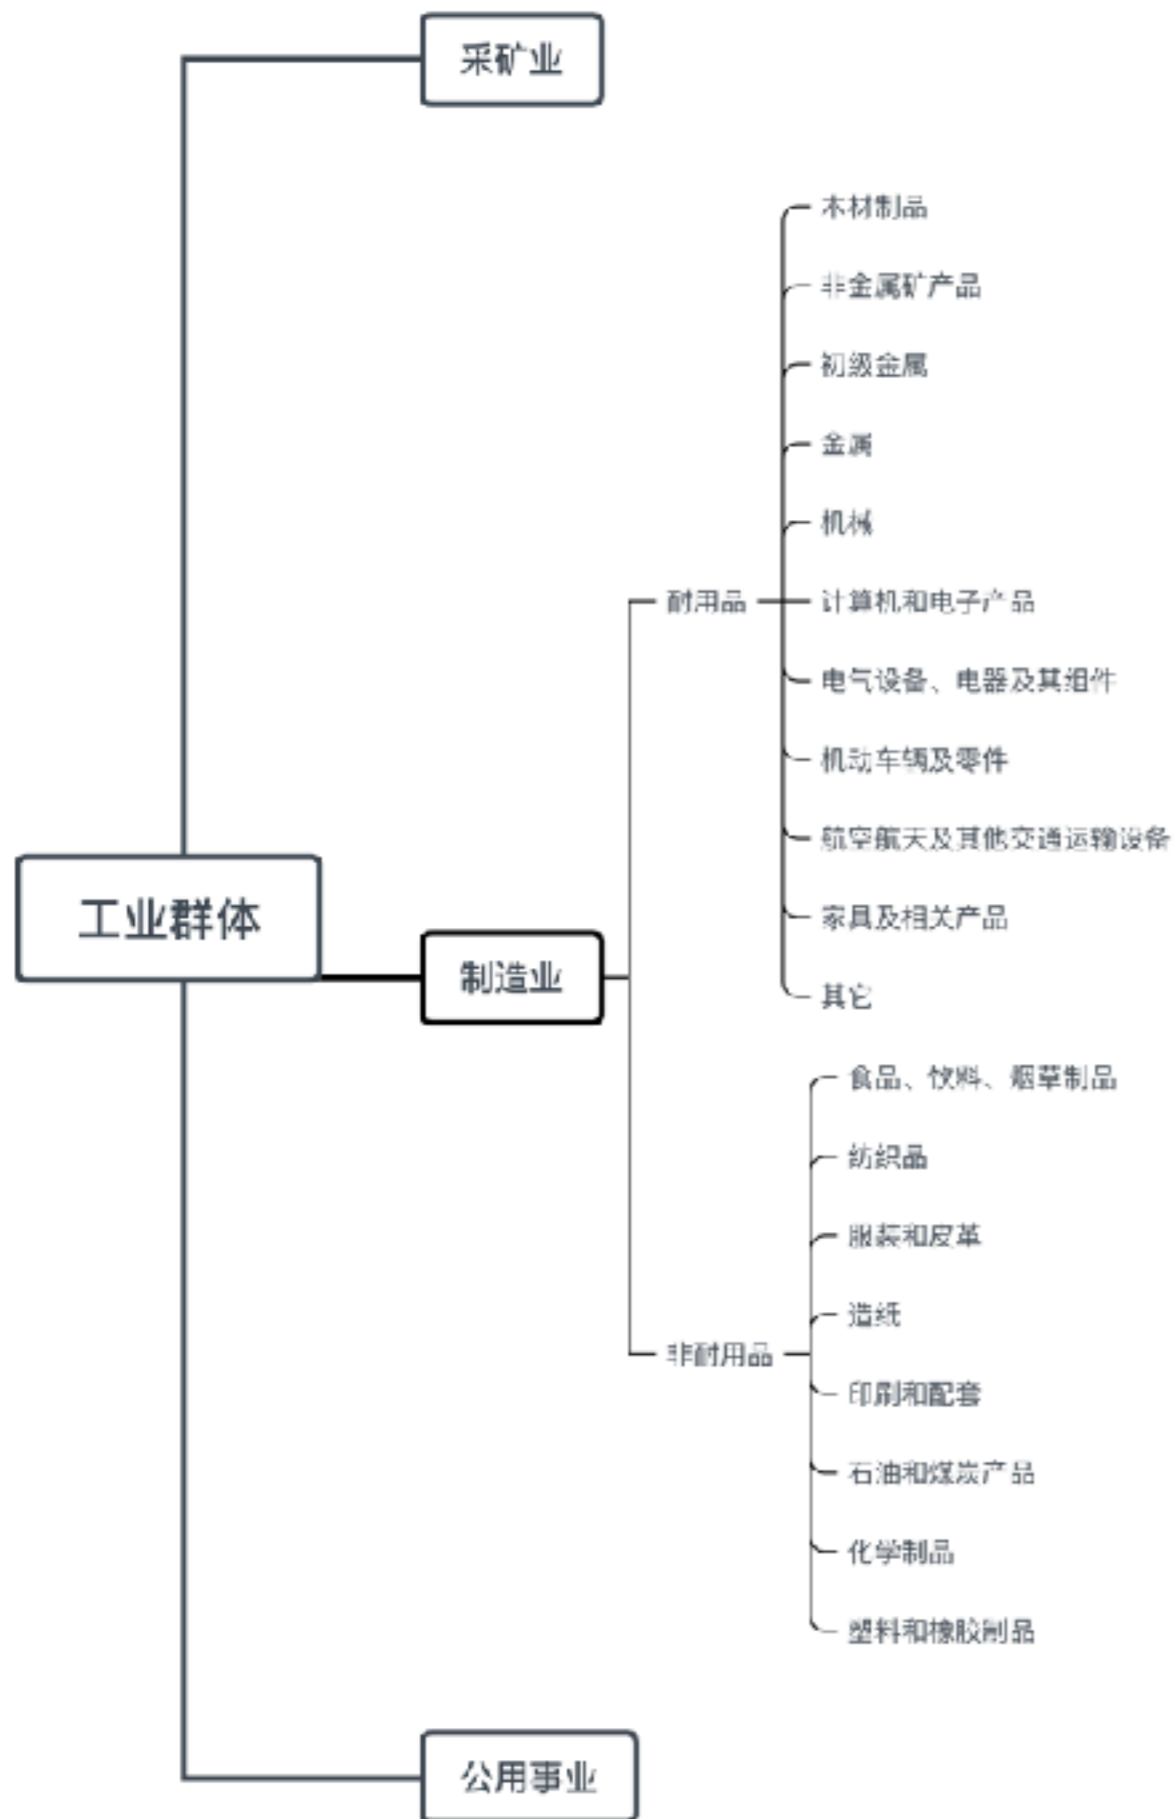 采矿业
木材制品
非金属矿产品
初级金属
金属
机械
耐用品
计算机和电子产品
电气设备、电器及其组件
机动车辆及零件
航空航天及其他交通运输设备
家具及相关产品
工业群体
制造业
其它
食品、饮料、烟草制品
纺织品
服装和皮革
造纸
非耐用品
印刷和配套
石油和煤炭产品
化学制品
塑料和橡胶制品
公用事业